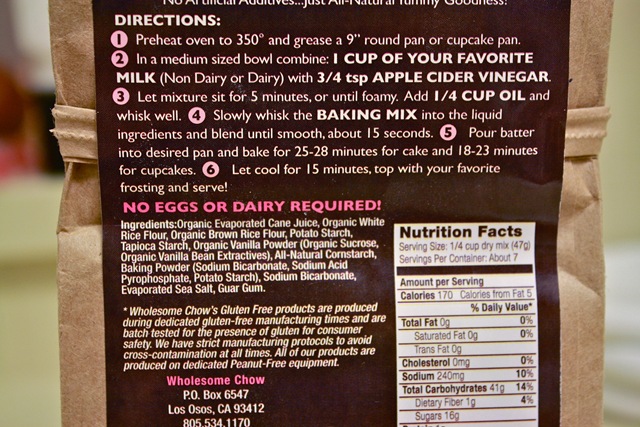 No Artificial Additives...just All-Natural Yummy Goodness!
DIRECTIONS:
1 Preheat oven to 350° and grease a 9” round pan or cupcake pan.
2 In a medium sized bowl combine: 1 CUP OF YOUR FAVORITE
MILK (Non Dairy or Dairy) with 3/4 tsp APPLE CIDER VINEGAR.
3 Let mixture sit for 5 minutes, or until foamy. Add 1/4 CUP OIL and
whisk well. 4 Slowly whisk the BAKING MIX into the liquid
ingredients and blend until smooth, about 15 seconds. 5 Pour batter
into desired pan and bake for 25-28 minutes for cake and 18-23 minutes
for cupcakes. 6 Let cool for 15 minutes, top with your favorite
frosting and serve!
NO EGGS OR DAIRY REQUIRED!
Ingredients:Organic Evaporated Cane Juice, Organic White
Rice Flour, Organic Brown Rice Flour, Potato Starch,
Tapioca Starch, Organic Vanilla Powder (Organic Sucrose,
Organic Vanilla Bean Extractives), All-Natural Cornstarch,
Baking Powder (Sodium Bicarbonate, Sodium Acid
Pyrophosphate, Potato Starch), Sodium Bicarbonate,
Evaporated Sea Salt, Guar Gum.
* Wholesome Chow's Gluten Free products are produced
during dedicated gluten-free manufacturing times and are
batch tested for the presence of gluten for consumer
safety. We have strict manufacturing protocols to avoid
cross-contamination at all times. All of our products are
produced on dedicated Peanut-Free equipment.
Wholesome Chow
P.O. Box 6547
Los Osos, CA 93412
805.534.1170
Nutrition Facts
Serving Size: 1/4 cup dry mix (47g)
Servings Per Container: About 7
Amount per Serving
Calories 170 Calories from Fat 5
% Daily Value*
Total Fat 0g 0%
Saturated Fat 0g 0%
Trans Fat 0g
Cholesterol 0mg 0%
Sodium 240mg 10%
Total Carbohydrates 41g 14%
Dietary Fiber 1g 4%
Sugars 16g